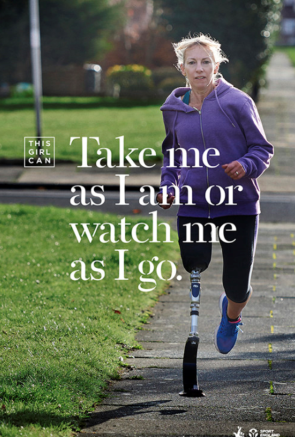 THIS
GIRL
CAN
Take me
as I am or
watch me
as I go.
SPORT
ENGLAND